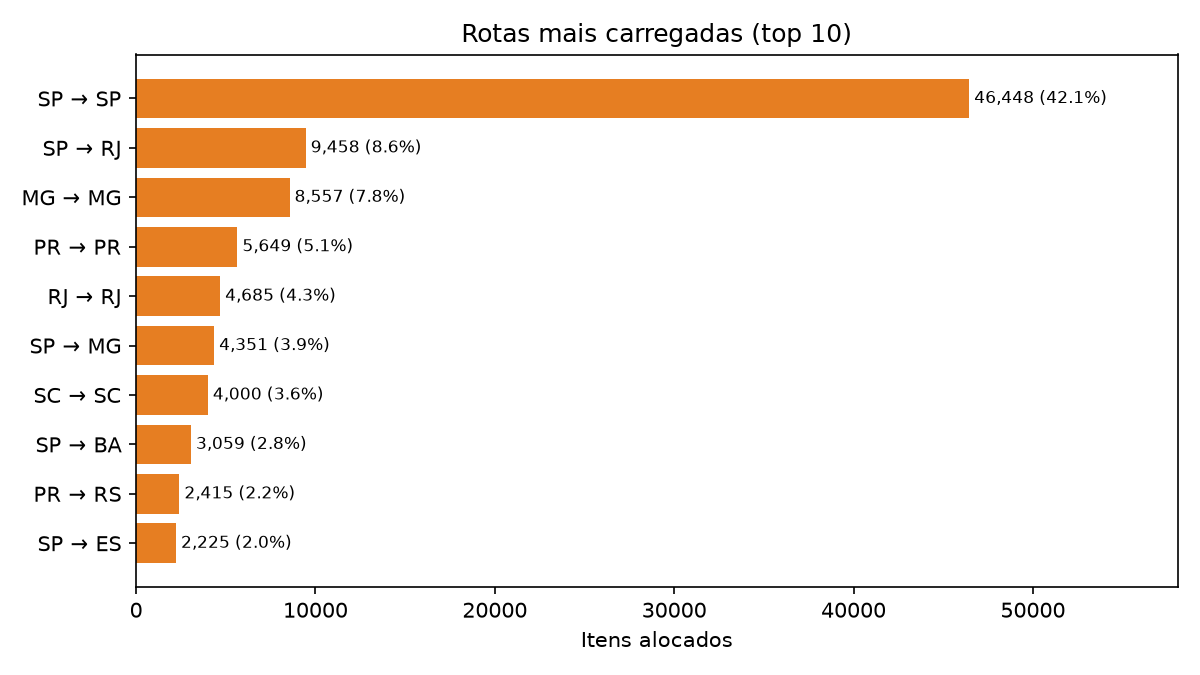 Rotas mais carregadas (top 10)
SP → SP 46,448 (42.1%)
SP → RJ 9,458 (8.6%)
MG → MG 8,557 (7.8%)
PR → PR 5,649 (5.1%)
RJ → RJ 4,685 (4.3%)
SP → MG 4,351 (3.9%)
SC → SC 4,000 (3.6%)
SP → BA 3,059 (2.8%)
PR → RS 2,415 (2.2%)
SP → ES 2,225 (2.0%)
0 10000 20000 30000 40000 50000
Itens alocados